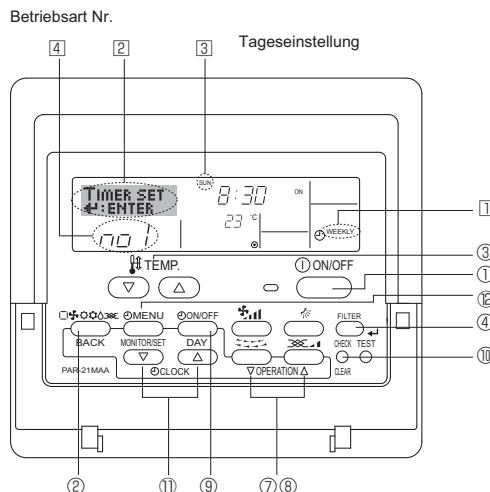 Betriebsart Nr.
4 2 3 Tageseinstellung
TIMER SET SUN 8:30 ON
↵:ENTER 23 °C
no 1 WEEKLY 1
TEMP. ON/OFF ③
▽ △ ①
⑫
MENU ON/OFF FILTER ④
BACK MONITOR/SET DAY CHECK TEST ⑩
▽ △
PAR-21MAA CLOCK ▽ OPERATION △ CLEAR
② ⑪ ⑨ ⑦ ⑧